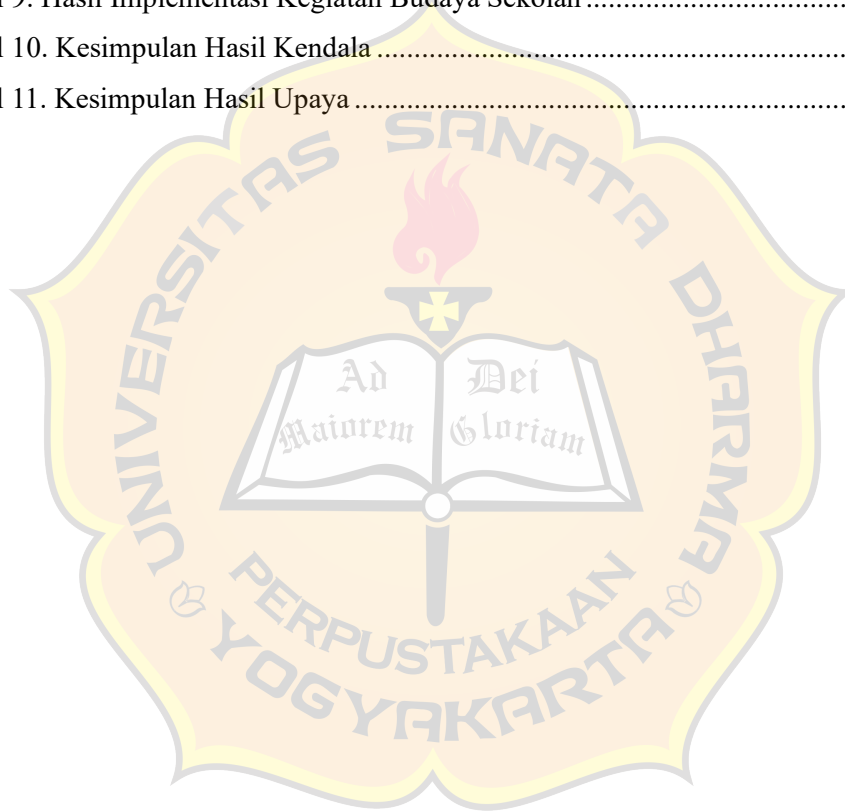 l 9. Hasil Implementasi Kegiatan Budaya Sekolah ................................................
l 10. Kesimpulan Hasil Kendala ................................................................................
l 11. Kesimpulan Hasil Upaya ..................................................................................
UNIVERSITAS SANATA DHARMA
Ad Dei
Maiorem Gloriam
PERPUSTAKAAN
YOGYAKARTA